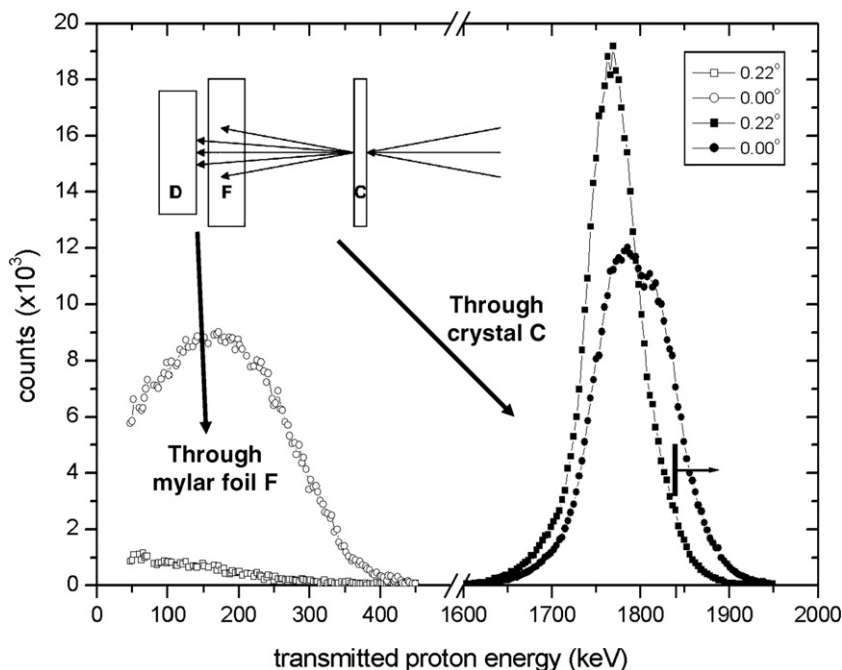 20
18
16
14
12
10
8
6
4
2
0
counts (x10³)
0.22°
0.00°
0.22°
0.00°
D
F
C
Through
crystal C
Through
mylar foil F
0
100
200
300
400
1600
1700
1800
1900
2000
transmitted proton energy (keV)